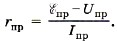 r_пр = (ℰ_пр − U_пр) / I_пр.